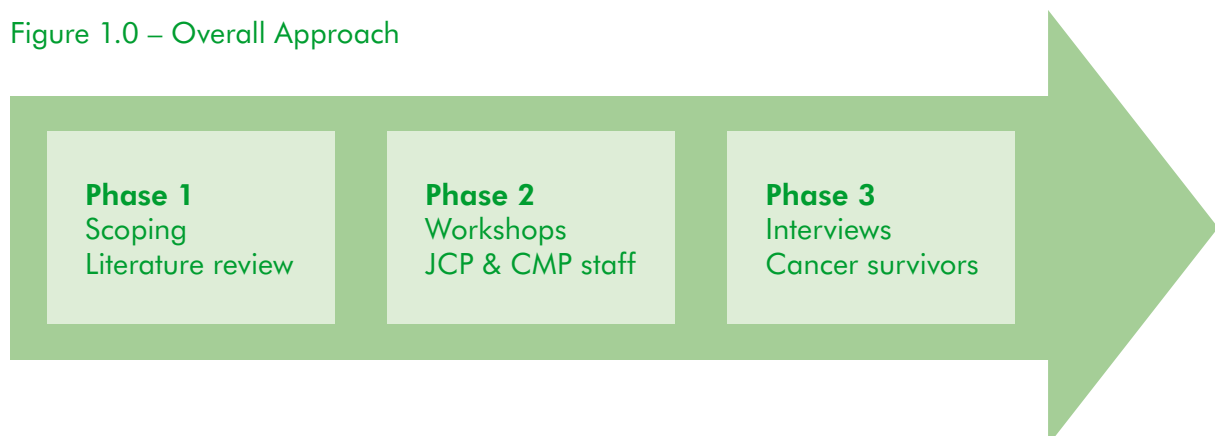 Figure 1.0 – Overall Approach
Phase 1
Scoping
Literature review
Phase 2
Workshops
JCP & CMP staff
Phase 3
Interviews
Cancer survivors